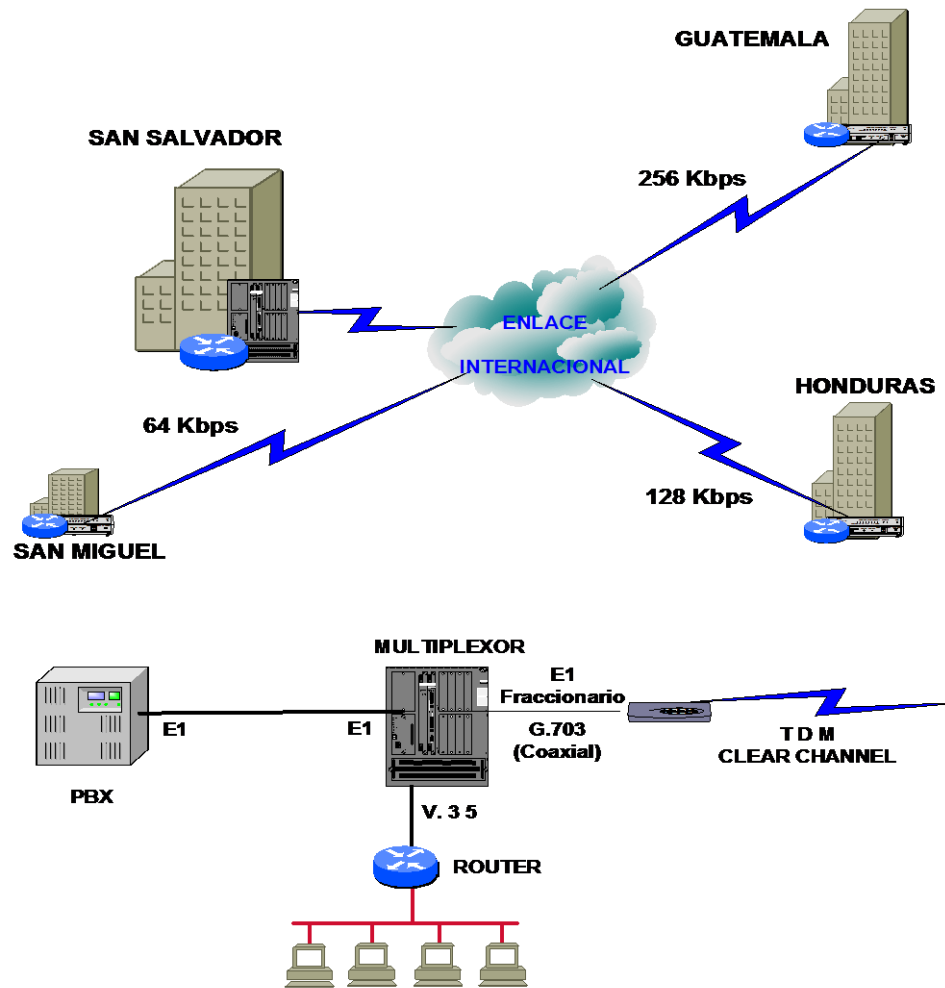 GUATEMALA
SAN SALVADOR
256 Kbps
ENLACE
INTERNACIONAL
HONDURAS
64 Kbps
128 Kbps
SAN MIGUEL
MULTIPLEXOR
E1
Fraccionario
E1
E1
G.703
(Coaxial)
T D M
CLEAR CHANNEL
PBX
V. 3 5
ROUTER